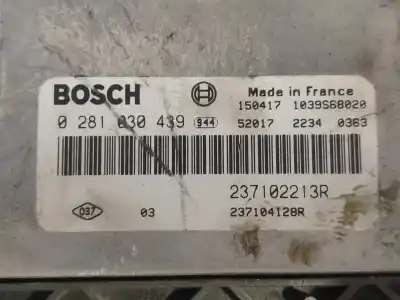 BOSCH Made in France
150417 1039S68020
0 281 030 439 944 52017 2234 0363
237102213R
D37 03 237104128R